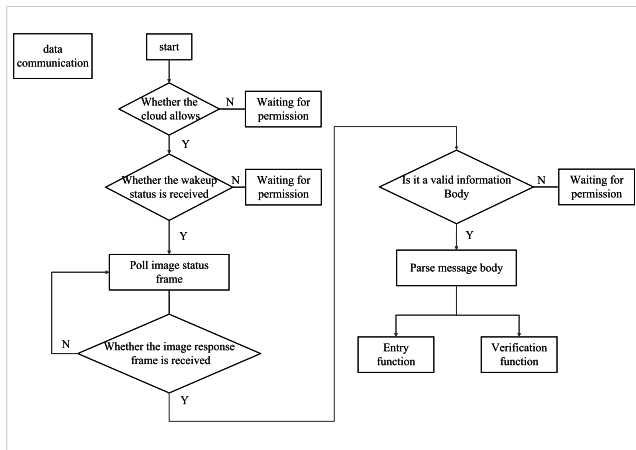 data
communication
start
Whether the
cloud allows
N
Waiting for
permission
Y
Whether the wakeup
status is received
N
Waiting for
permission
Y
Poll image status
frame
N
Whether the image response
frame is received
Y
Is it a valid information
Body
N
Waiting for
permission
Y
Parse message body
Entry
function
Verification
function